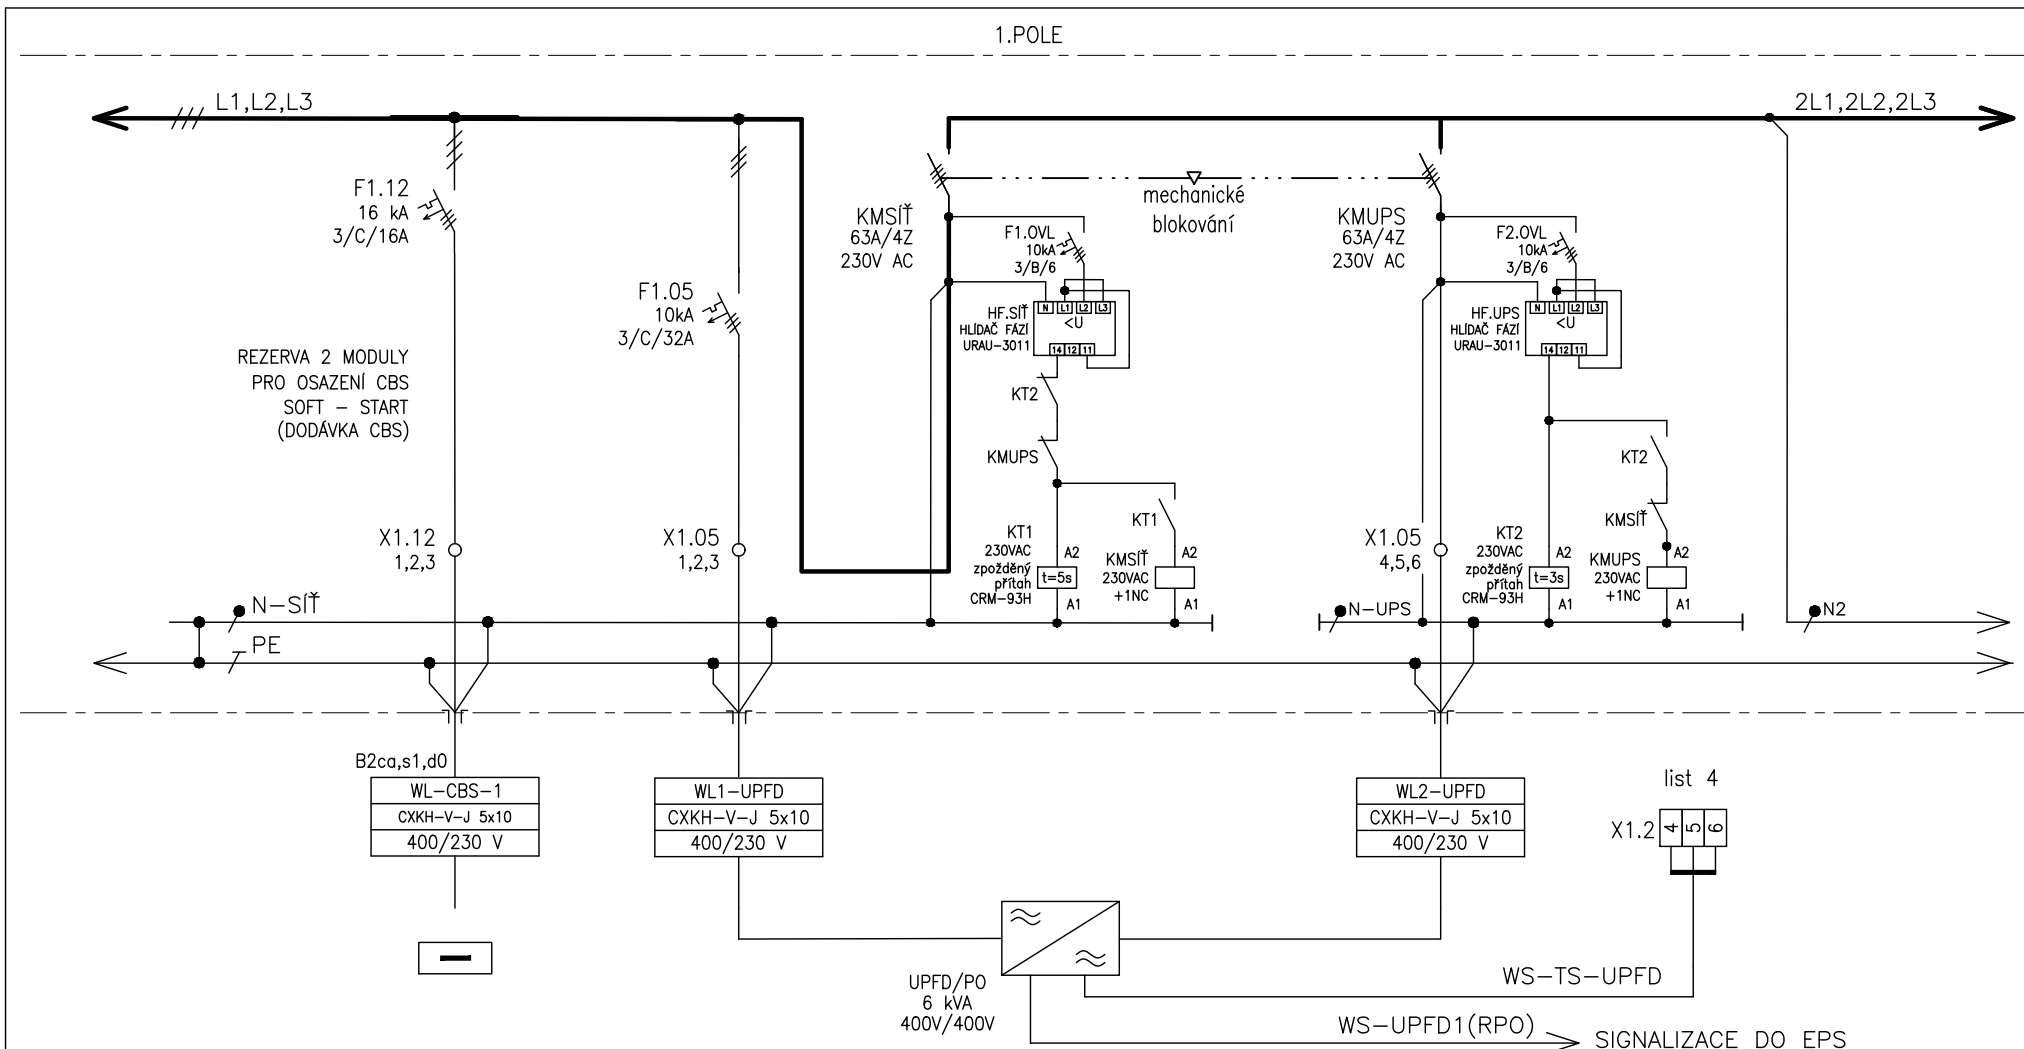 1.POLE
L1,L2,L3
2L1,2L2,2L3
F1.12
16 kA
3/C/16A
REZERVA 2 MODULY
PRO OSAZENÍ CBS
SOFT – START
(DODÁVKA CBS)
F1.05
10kA
3/C/32A
KMSÍŤ
63A/4Z
230V AC
mechanické
blokování
F1.OVL
10kA
3/B/6
N L1 L2 L3
<U
HF.SÍŤ
HLÍDAČ FÁZÍ
URAU-3011
14 12 11
KT2
KMUPS
KT1
KT1
230VAC
zpožděný
přítah
CRM-93H
A2
t=5s
A1
KMSÍŤ
230VAC
+1NC
A2
A1
KMUPS
63A/4Z
230V AC
F2.OVL
10kA
3/B/6
N L1 L2 L3
<U
HF.UPS
HLÍDAČ FÁZÍ
URAU-3011
14 12 11
KT2
KMSÍŤ
KT2
230VAC
zpožděný
přítah
CRM-93H
A2
t=3s
A1
KMUPS
230VAC
+1NC
A2
A1
X1.12
1,2,3
X1.05
1,2,3
X1.05
4,5,6
N-SÍŤ
PE
N-UPS
N2
B2ca,s1,d0
WL-CBS-1
CXKH-V-J 5x10
400/230 V
WL1-UPFD
CXKH-V-J 5x10
400/230 V
WL2-UPFD
CXKH-V-J 5x10
400/230 V
list 4
X1.2 4 5 6
UPFD/PO
6 kVA
400V/400V
WS-TS-UPFD
WS-UPFD1(RPO)
SIGNALIZACE DO EPS